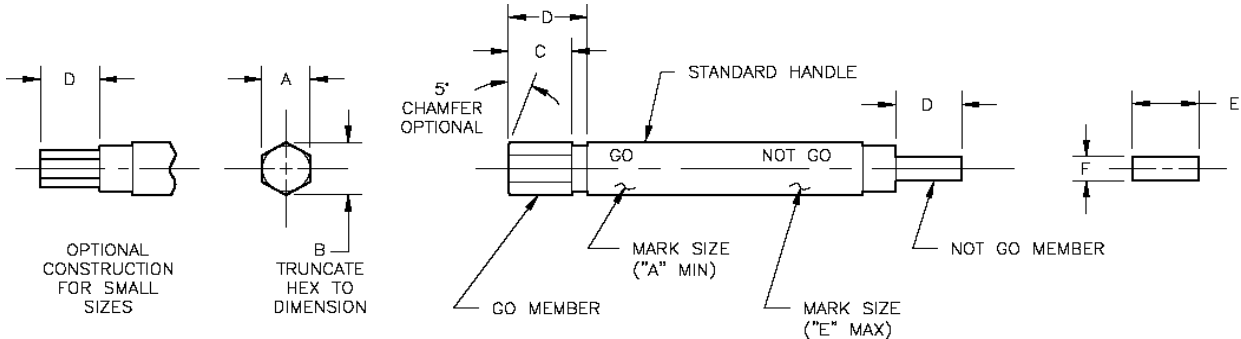 D
A
B
TRUNCATE
HEX TO
DIMENSION
OPTIONAL
CONSTRUCTION
FOR SMALL
SIZES
D
C
5°
CHAMFER
OPTIONAL
STANDARD HANDLE
GO
NOT GO
MARK SIZE
("A" MIN)
GO MEMBER
MARK SIZE
("E" MAX)
D
NOT GO MEMBER
E
F